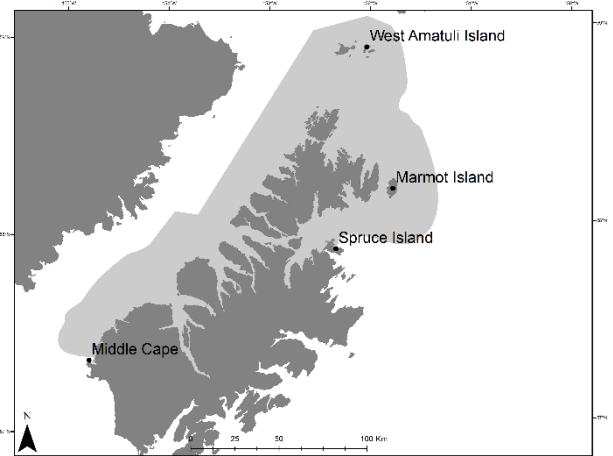 West Amatuli Island
Marmot Island
Spruce Island
Middle Cape
N
0 25 50 100 Km